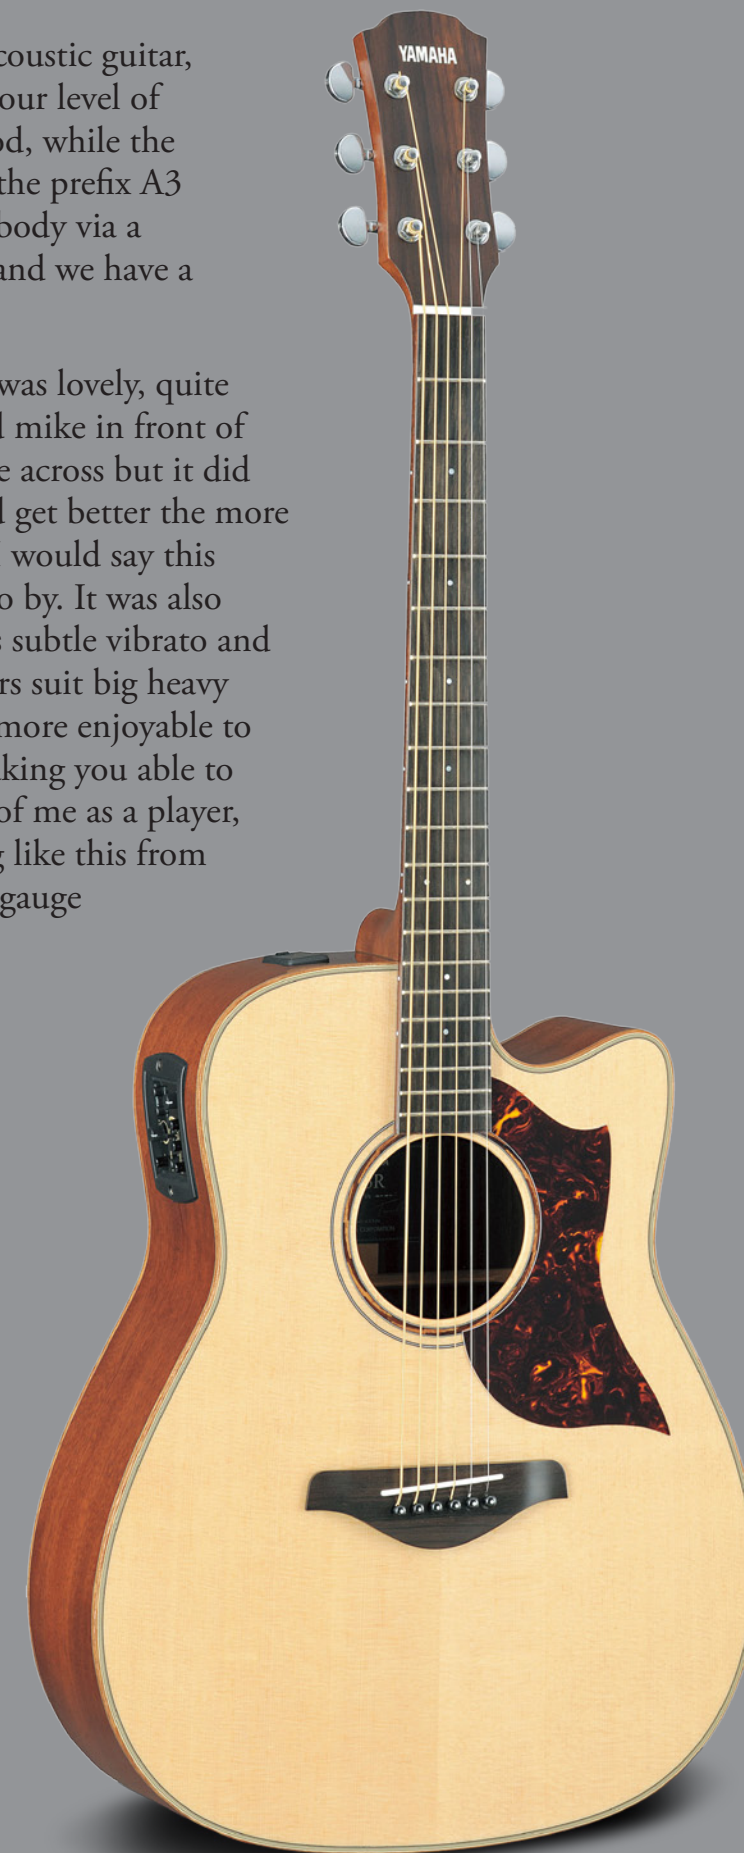 coustic guitar,
our level of
od, while the
the prefix A3
body via a
and we have a
was lovely, quite
d mike in front of
e across but it did
d get better the more
I would say this
o by. It was also
s subtle vibrato and
rs suit big heavy
more enjoyable to
aking you able to
of me as a player,
g like this from
gauge
YAMAHA